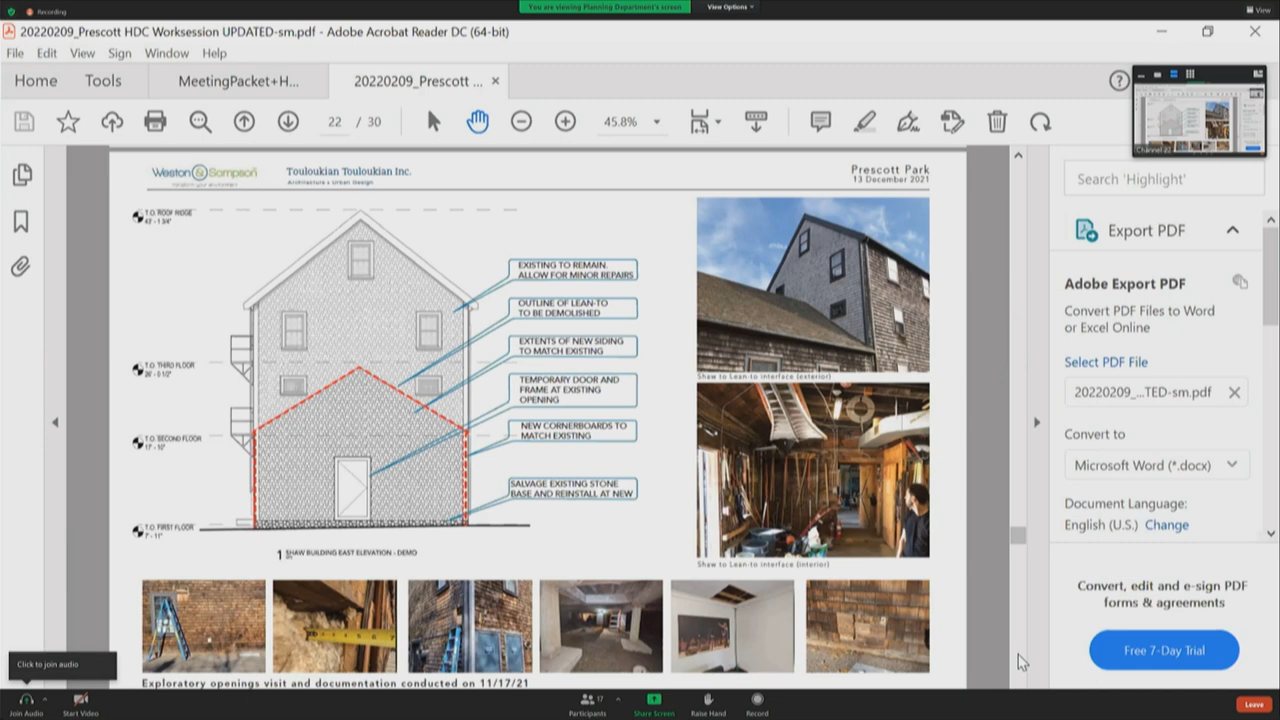 Recording
You are viewing Planning Department's screen
View Options
View
20220209_Prescott HDC Worksession UPDATED-sm.pdf - Adobe Acrobat Reader DC (64-bit)
File Edit View Sign Window Help
Home Tools MeetingPacket+H... 20220209_Prescott ...
22 / 30
45.8%
Weston & Sampson
Touloukian Touloukian Inc.
Architecture + Urban Design
Prescott Park
13 December 2021
T.O. ROOF RIDGE
43' - 1 3/4"
EXISTING TO REMAIN.
ALLOW FOR MINOR REPAIRS
OUTLINE OF LEAN-TO
TO BE DEMOLISHED
EXTENTS OF NEW SIDING
TO MATCH EXISTING
T.O. THIRD FLOOR
TEMPORARY DOOR AND
FRAME AT EXISTING
OPENING
NEW CORNERBOARDS TO
MATCH EXISTING
T.O. SECOND FLOOR
17' - 10"
SALVAGE EXISTING STONE
BASE AND REINSTALL AT NEW
T.O. FIRST FLOOR
7' - 11"
1 SHAW BUILDING EAST ELEVATION - DEMO
Shaw to Lean-to interface (exterior)
Shaw to Lean-to interface (interior)
Exploratory openings visit and documentation conducted on 11/17/21
Search 'Highlight'
Export PDF
Adobe Export PDF
Convert PDF Files to Word
or Excel Online
Select PDF File
20220209_...TED-sm.pdf
Convert to
Microsoft Word (*.docx)
Document Language:
English (U.S.) Change
Convert, edit and e-sign PDF
forms & agreements
Free 7-Day Trial
Click to join audio
Join Audio
Start Video
Participants 17
Share Screen
Raise Hand
Record
Leave